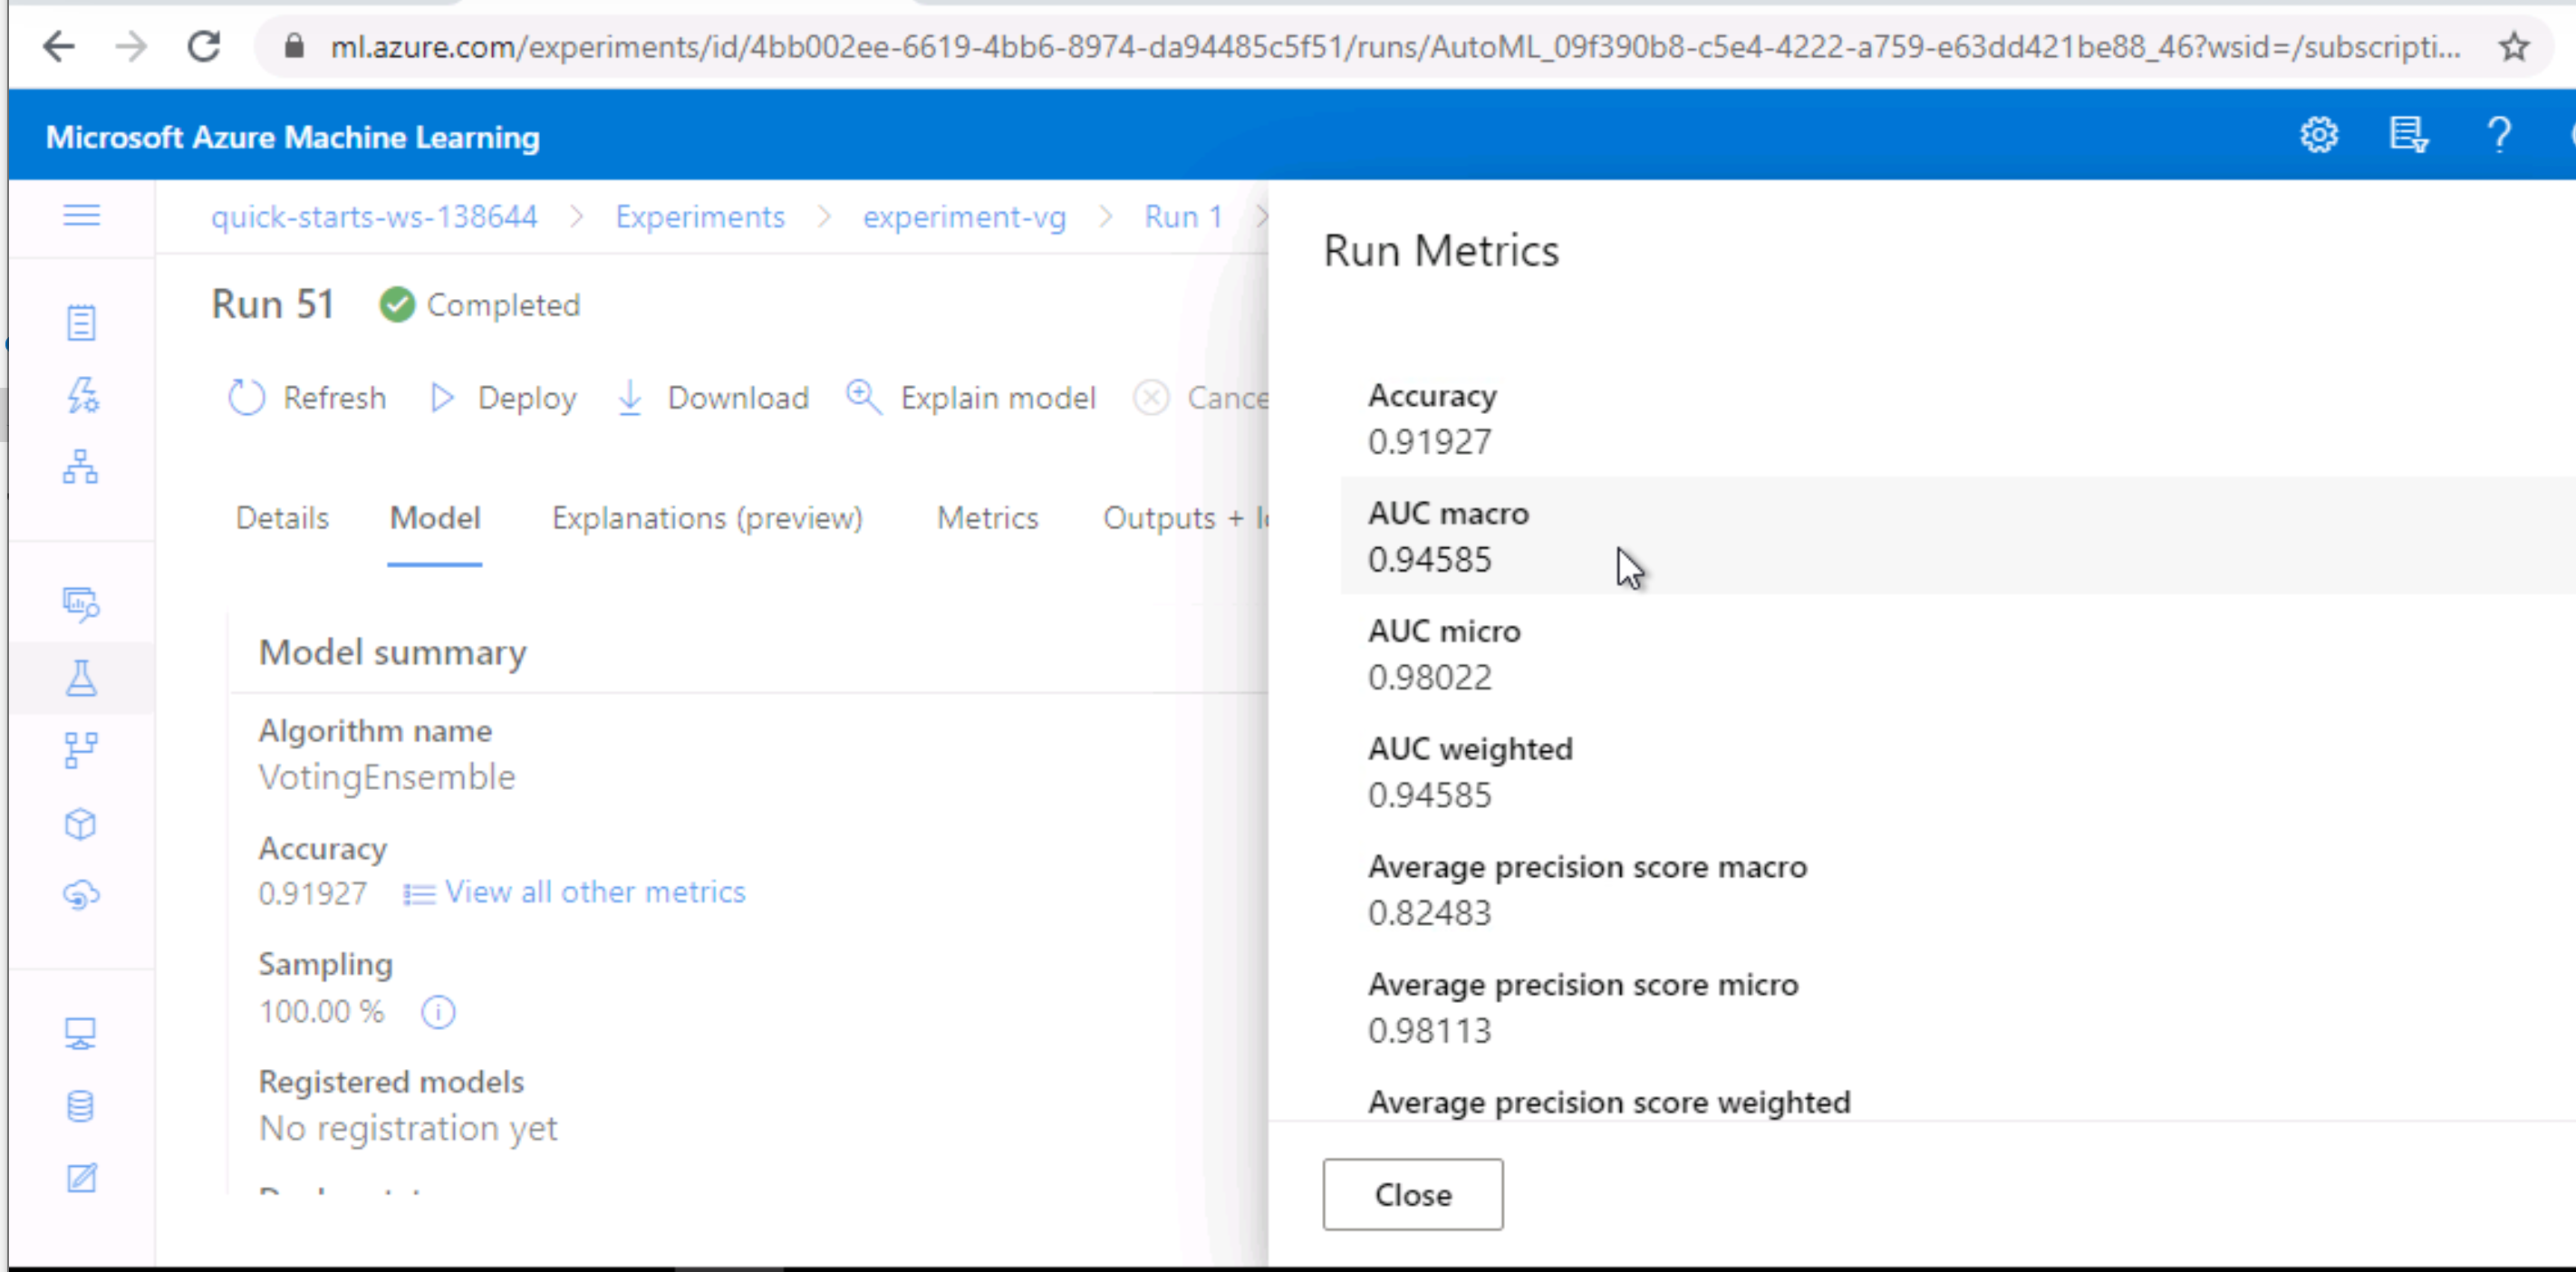 ml.azure.com/experiments/id/4bb002ee-6619-4bb6-8974-da94485c5f51/runs/AutoML_09f390b8-c5e4-4222-a759-e63dd421be88_46?wsid=/subscripti...
Microsoft Azure Machine Learning
quick-starts-ws-138644 > Experiments > experiment-vg > Run 1 >
Run 51 Completed
Refresh Deploy Download Explain model Cance
Details Model Explanations (preview) Metrics Outputs + lo
Model summary
Algorithm name
VotingEnsemble
Accuracy
0.91927 View all other metrics
Sampling
100.00 %
Registered models
No registration yet
Run Metrics
Accuracy
0.91927
AUC macro
0.94585
AUC micro
0.98022
AUC weighted
0.94585
Average precision score macro
0.82483
Average precision score micro
0.98113
Average precision score weighted
Close